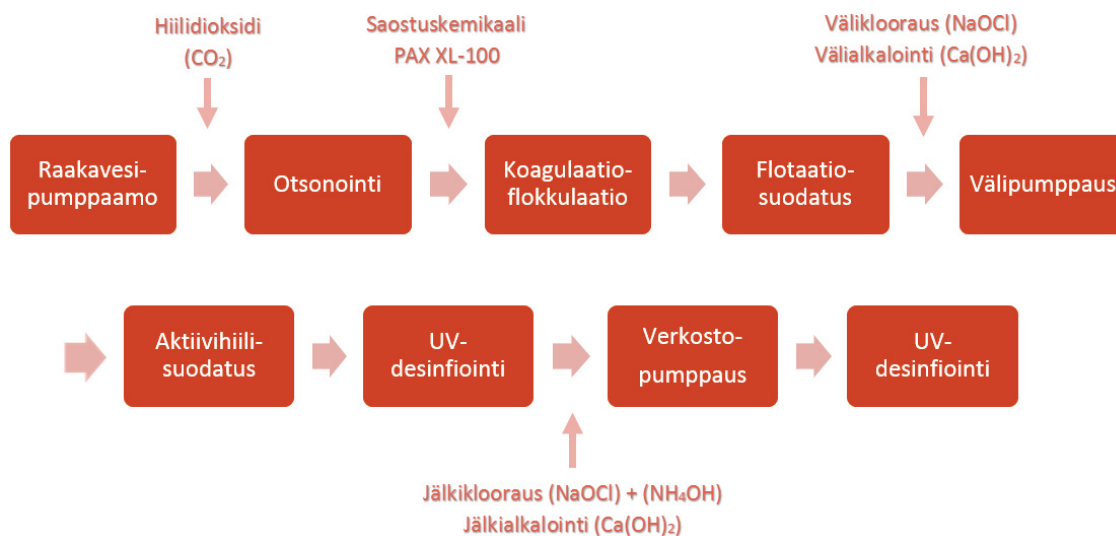 Hiilidioksidi
(CO₂)
Saostuskemikaali
PAX XL-100
Väliklooraus (NaOCl)
Välialkalointi (Ca(OH)₂)
Raakavesi-
pumppaamo
Otsonointi
Koagulaatio-
flokkulaatio
Flotaatio-
suodatus
Välipumppaus
Aktiivihiili-
suodatus
UV-
desinfiointi
Verkosto-
pumppaus
UV-
desinfiointi
Jälkiklooraus (NaOCl) + (NH₄OH)
Jälkialkalointi (Ca(OH)₂)